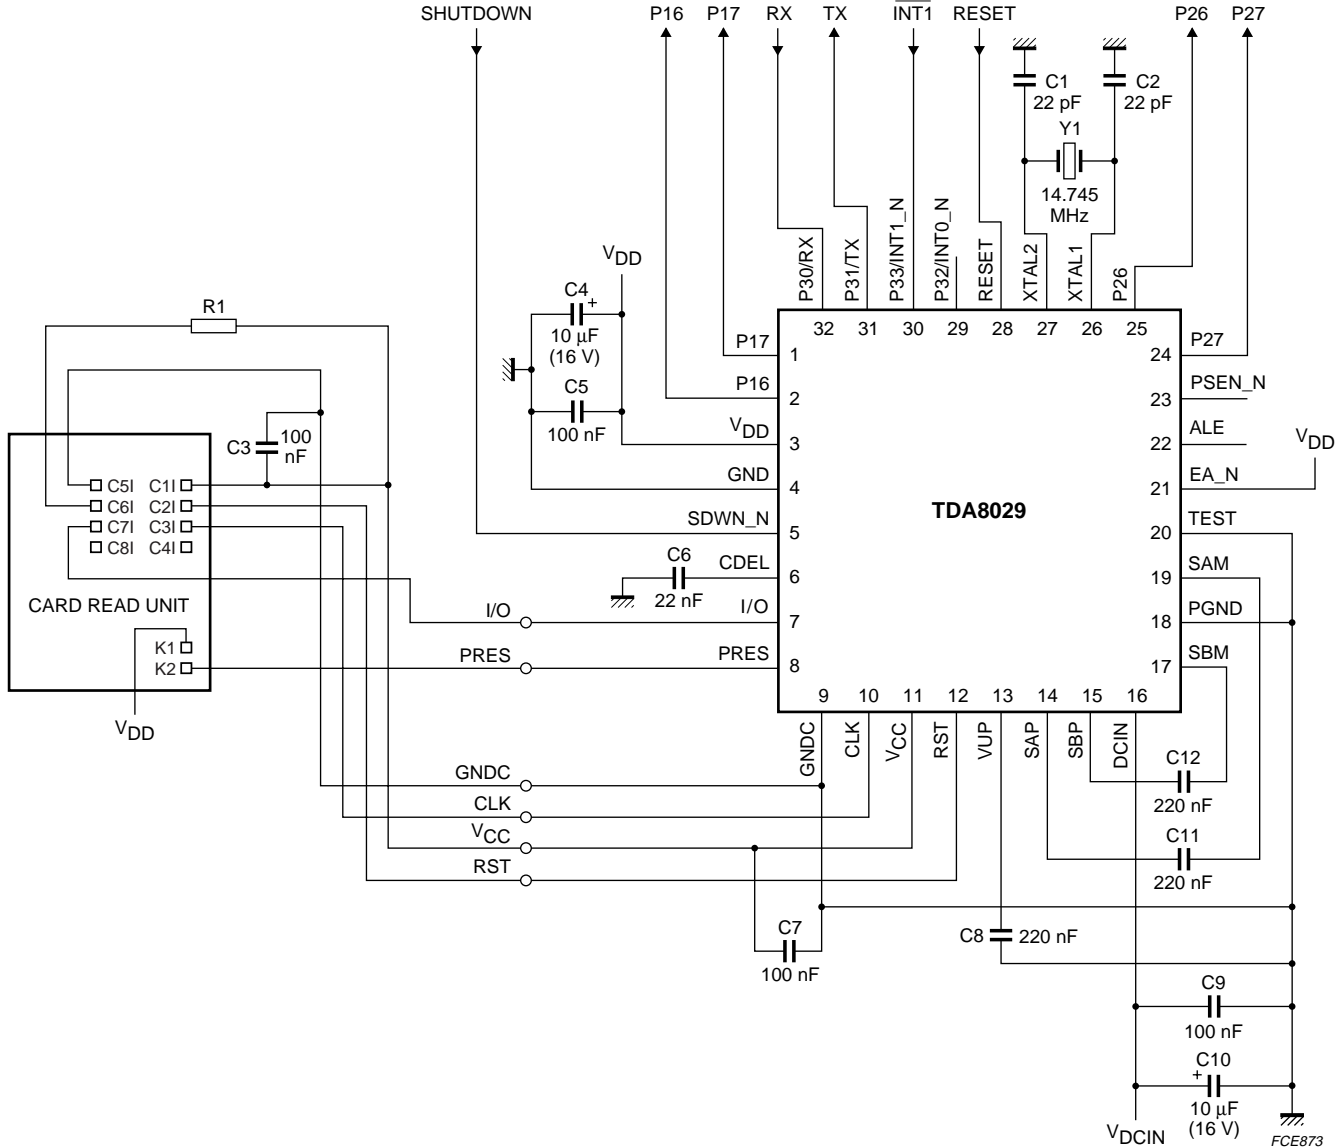 SHUTDOWN P16 P17 RX TX INT1 RESET P26 P27
C1
22 pF
C2
22 pF
Y1
14.745
MHz
P30/RX
P31/TX
P33/INT1_N
P32/INT0_N
RESET
XTAL2
XTAL1
P26
VDD
C4
+
10 µF
(16 V)
C5
100 nF
R1
C3
100
nF
32 31 30 29 28 27 26 25
P17 1
P16 2
VDD 3
GND 4
SDWN_N 5
CDEL 6
I/O 7
PRES 8
24 P27
23 PSEN_N
22 ALE
21 EA_N
VDD
20 TEST
19 SAM
18 PGND
17 SBM
TDA8029
C5I C1I
C6I C2I
C7I C3I
C8I C4I
CARD READ UNIT
K1
K2
VDD
C6
22 nF
I/O
PRES
9 10 11 12 13 14 15 16
GNDC
CLK
VCC
RST
VUP
SAP
SBP
DCIN
GNDC
CLK
VCC
RST
C12
220 nF
C11
220 nF
C7
100 nF
C8 220 nF
C9
100 nF
C10
+
10 µF
(16 V)
VDCIN
FCE873